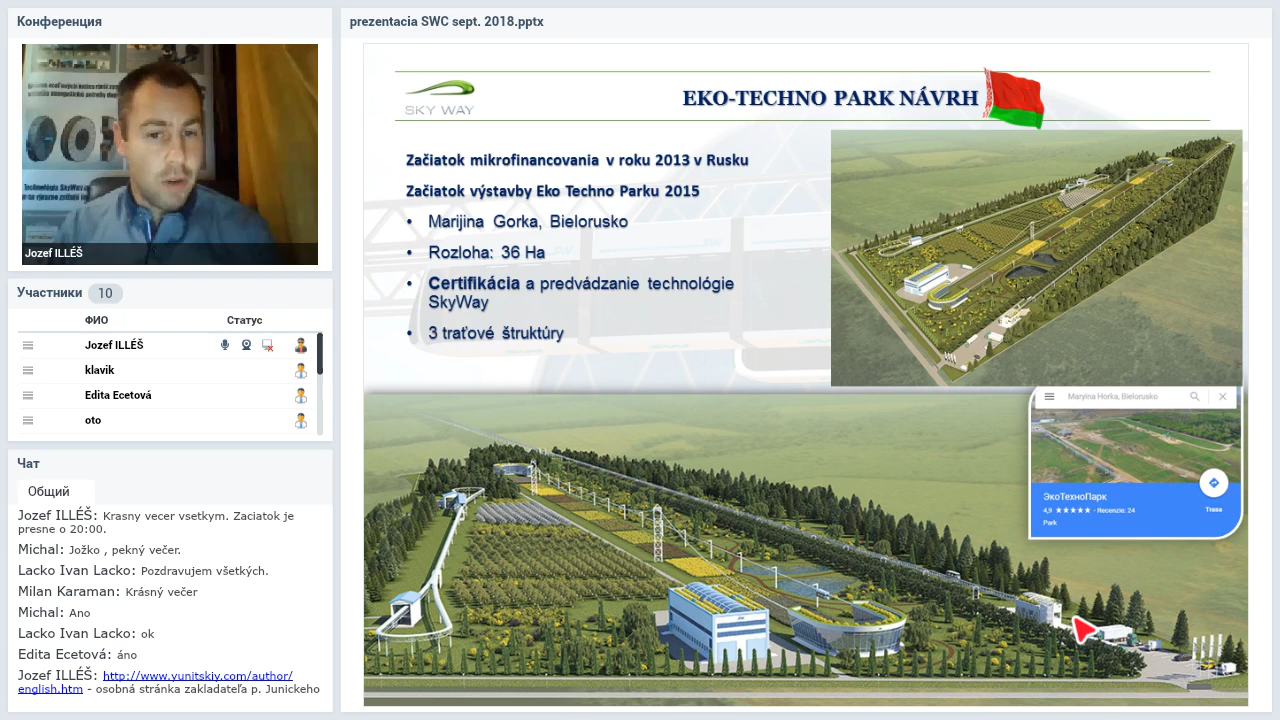 Конференция
Jozef ILLÉŠ
Участники 10
ФИО Статус
Jozef ILLÉŠ
klavik
Edita Ecetová
oto
Чат
Общий
Jozef ILLÉŠ: Krasny vecer vsetkym. Zaciatok je
presne o 20:00.
Michal: Jožko , pekný večer.
Lacko Ivan Lacko: Pozdravujem všetkých.
Milan Karaman: Krásný večer
Michal: Ano
Lacko Ivan Lacko: ok
Edita Ecetová: áno
Jozef ILLÉŠ: http://www.yunitskiy.com/author/
english.htm - osobná stránka zakladateľa p. Junickeho
prezentacia SWC sept. 2018.pptx
SKY WAY
EKO-TECHNO PARK NÁVRH
Začiatok mikrofinancovania v roku 2013 v Rusku
Začiatok výstavby Eko Techno Parku 2015
• Marijina Gorka, Bielorusko
• Rozloha: 36 Ha
• Certifikácia a predvádzanie technológie
SkyWay
• 3 traťové štruktúry
Maryina Horka, Bielorusko
ЭкоТехноПарк
4,9 ★★★★★ - Recenzie: 24
Park
Trasa